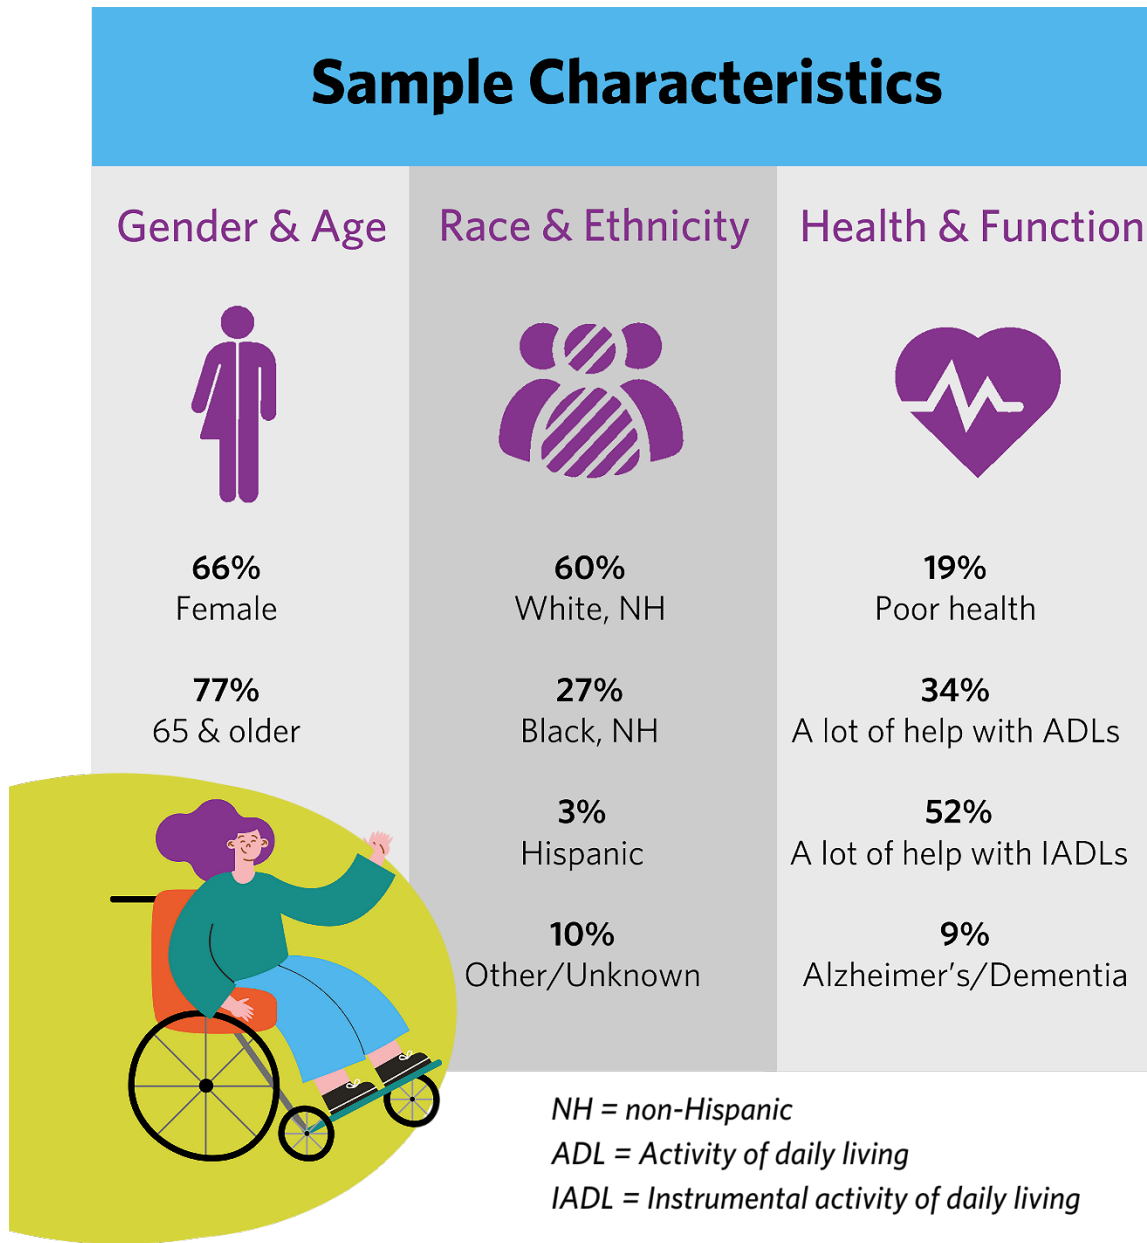 Sample Characteristics
Gender & Age
66%
Female
77%
65 & older
Race & Ethnicity
60%
White, NH
27%
Black, NH
3%
Hispanic
10%
Other/Unknown
Health & Function
19%
Poor health
34%
A lot of help with ADLs
52%
A lot of help with IADLs
9%
Alzheimer’s/Dementia
NH = non-Hispanic
ADL = Activity of daily living
IADL = Instrumental activity of daily living